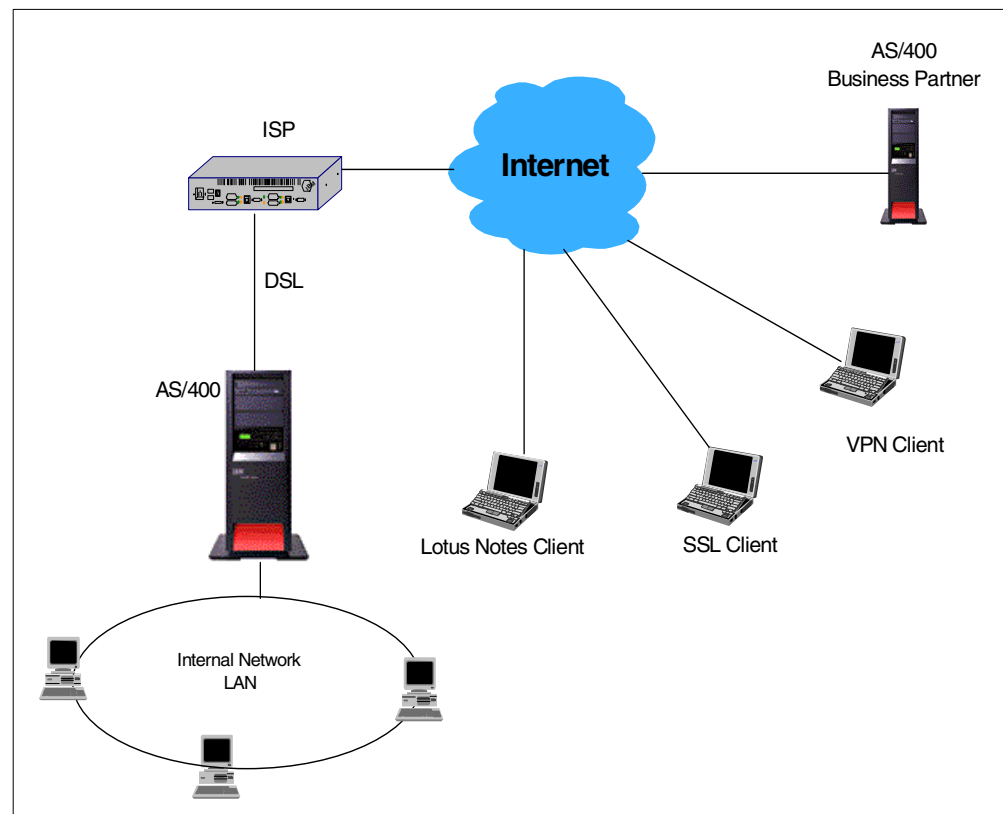 AS/400
Business Partner
ISP
Internet
DSL
AS/400
VPN Client
Lotus Notes Client
SSL Client
Internal Network
LAN